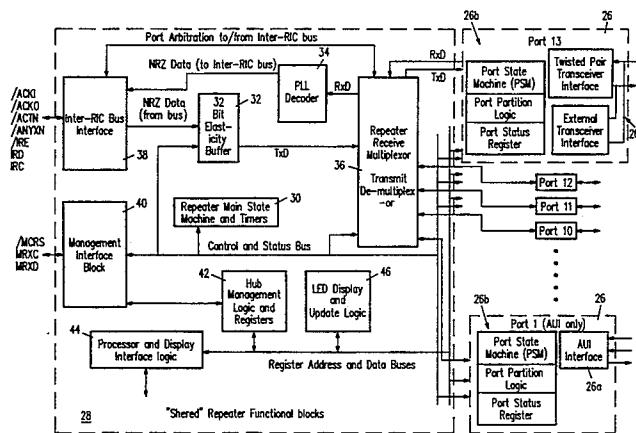 Port Arbitration to/from Inter-RIC bus
NRZ Data (to Inter-RIC bus)
34
PLL
Decoder
RxD
/ACKI
/ACKO
/ACTN
/ANYXN
/IRE
IRD
IRC
Inter-RIC Bus
Interface
38
NRZ Data
(from bus)
32
Bit
Elast-
icity
Buffer
32
TxD
Repeater
Receive
Multiplexor
36
Transmit
De-multiplex
-or
RxD
TxD
26b
26
Port 13
Port State
Machine (PSM)
Port Partition
Logic
Port Status
Register
Twisted Pair
Transceiver
Interface
External
Transceiver
Interface
Port 12
Port 11
Port 10
30
Repeater Main State
Machine and Timers
Control and Status Bus
/MCRS
MRXC
MRXD
40
Management
Interface
Block
42
Hub
Management
Logic and
Registers
46
LED Display
and
Update Logic
44
Processor and Display
Interface logic
Register Address and Data Buses
28
"Shered" Repeater Functional blocks
26b
26
Port 1 (AUI only)
Port State
Machine (PSM)
Port Partition
Logic
Port Status
Register
AUI
Interface
26a